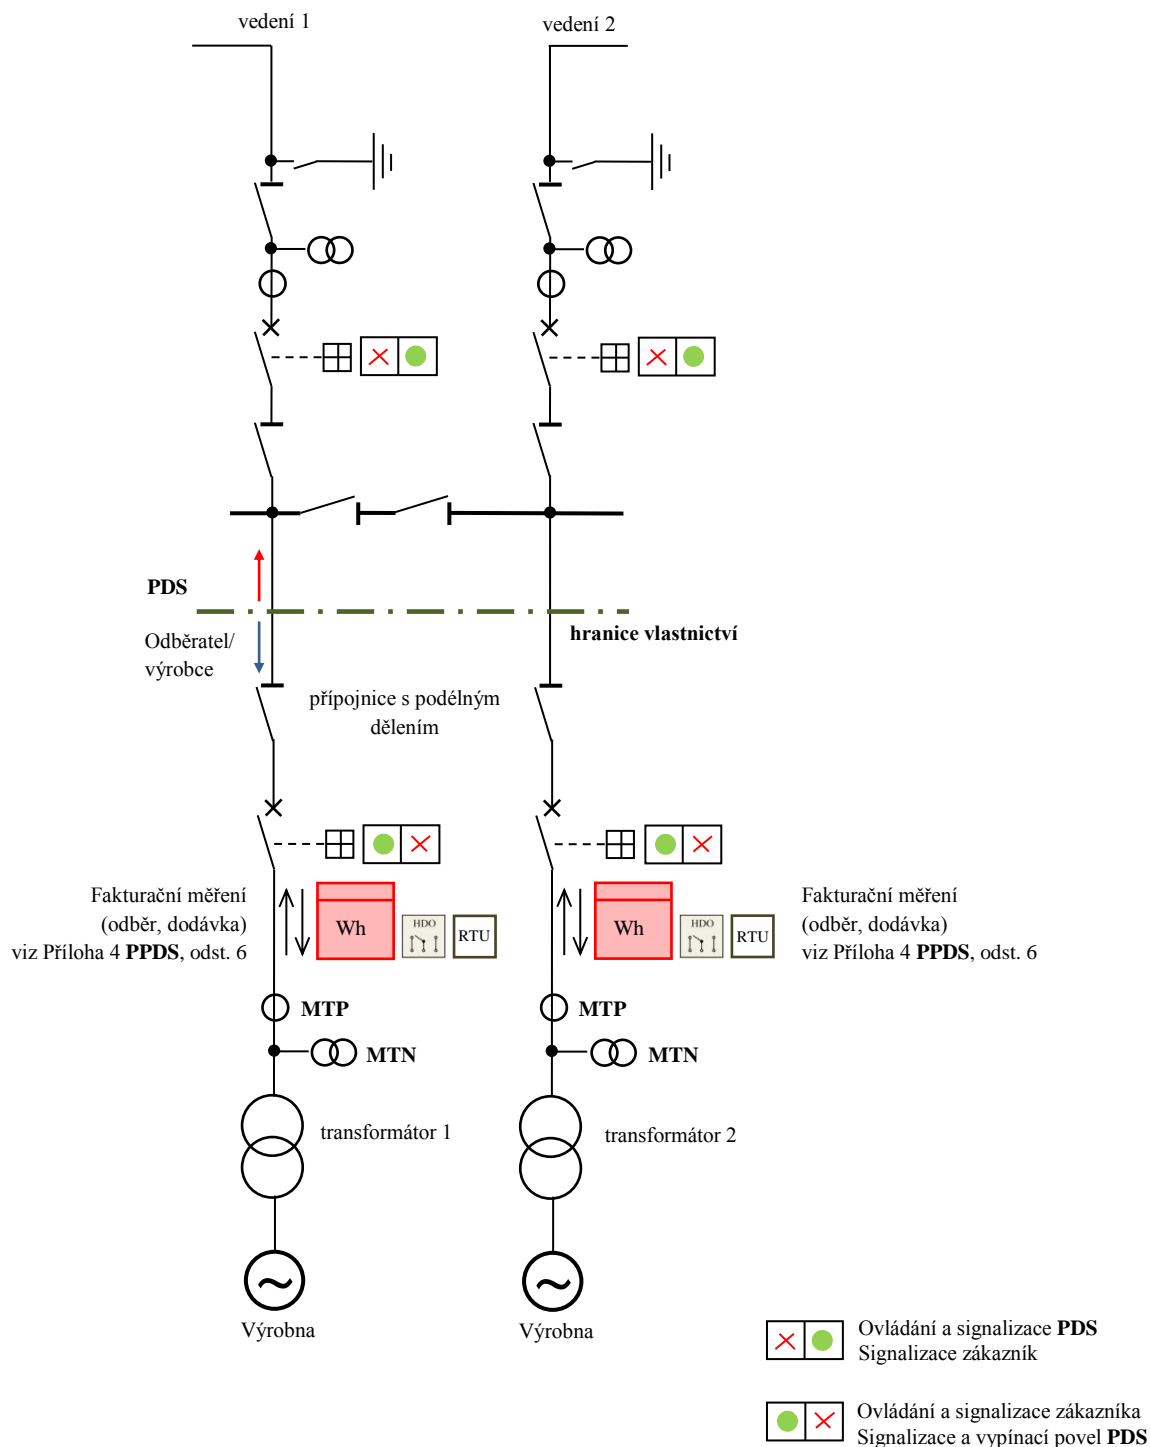 vedení 1
vedení 2
PDS
Odběratel/
výrobce
hranice vlastnictví
přípojnice s podélným
dělením
Fakturační měření
(odběr, dodávka)
viz Příloha 4 PPDS, odst. 6
Wh
HDO
RTU
Wh
HDO
RTU
Fakturační měření
(odběr, dodávka)
viz Příloha 4 PPDS, odst. 6
MTP
MTP
MTN
MTN
transformátor 1
transformátor 2
Výrobna
Výrobna
Ovládání a signalizace PDS
Signalizace zákazník
Ovládání a signalizace zákazníka
Signalizace a vypínací povel PDS